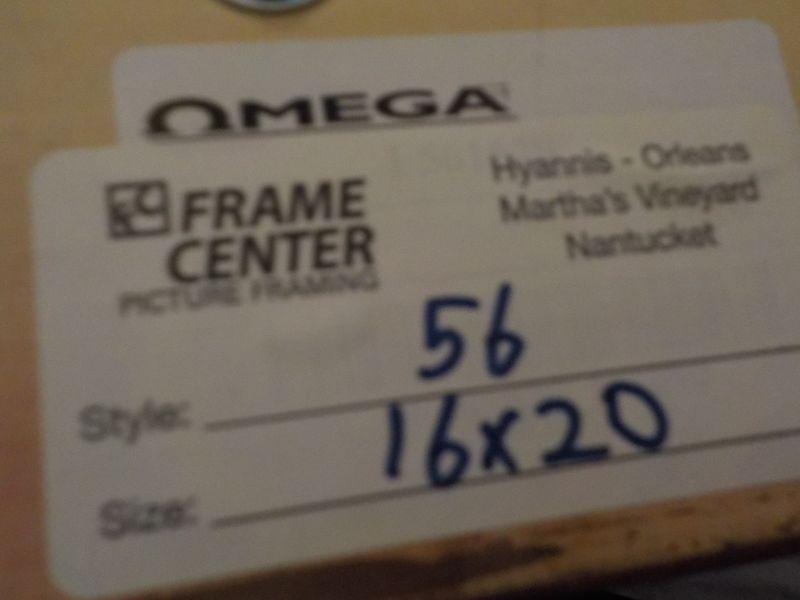 OMEGA
FRAME
CENTER
PICTURE FRAMING
Hyannis - Orleans
Martha's Vineyard
Nantucket
Style: 56
Size: 16x20